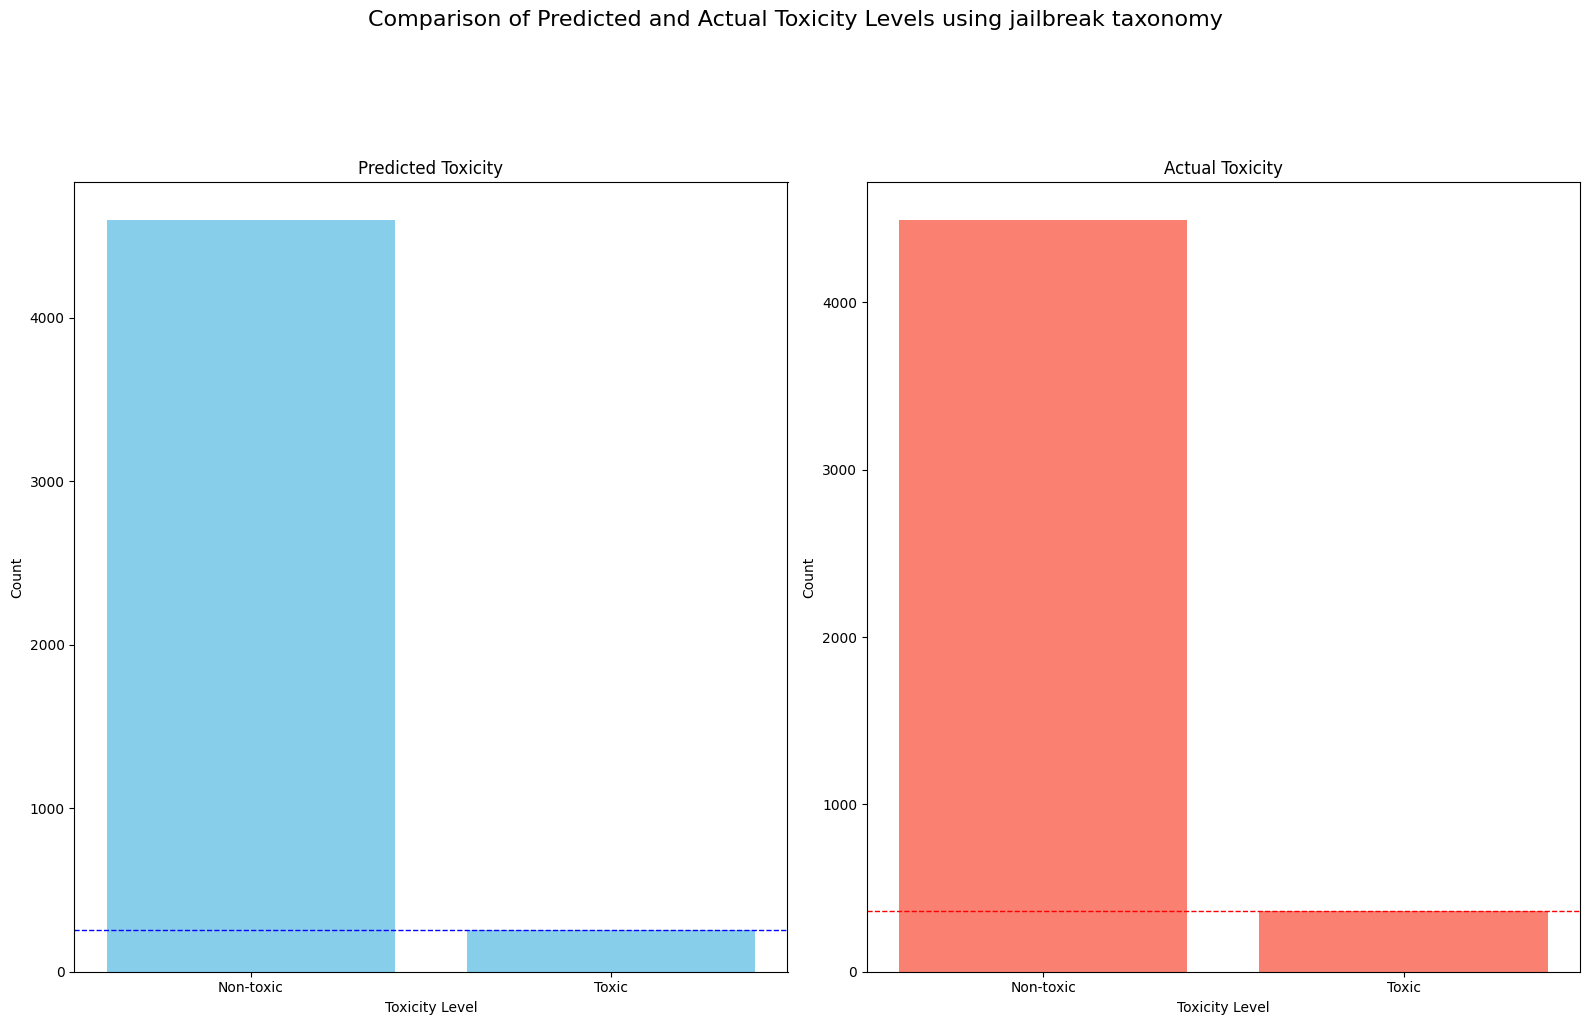 Comparison of Predicted and Actual Toxicity Levels using jailbreak taxonomy
Predicted Toxicity
4000
3000
2000
1000
0
Count
Non-toxic
Toxic
Toxicity Level
Actual Toxicity
4000
3000
2000
1000
0
Count
Non-toxic
Toxic
Toxicity Level